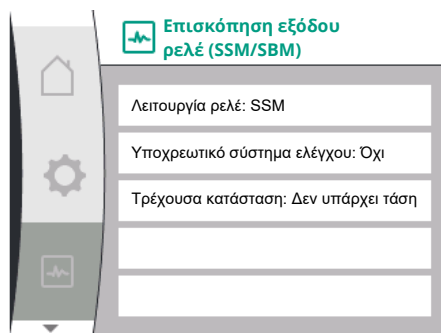 Επισκόπηση εξόδου
ρελέ (SSM/SBM)
Λειτουργία ρελέ: SSM
Υποχρεωτικό σύστημα ελέγχου: Όχι
Τρέχουσα κατάσταση: Δεν υπάρχει τάση